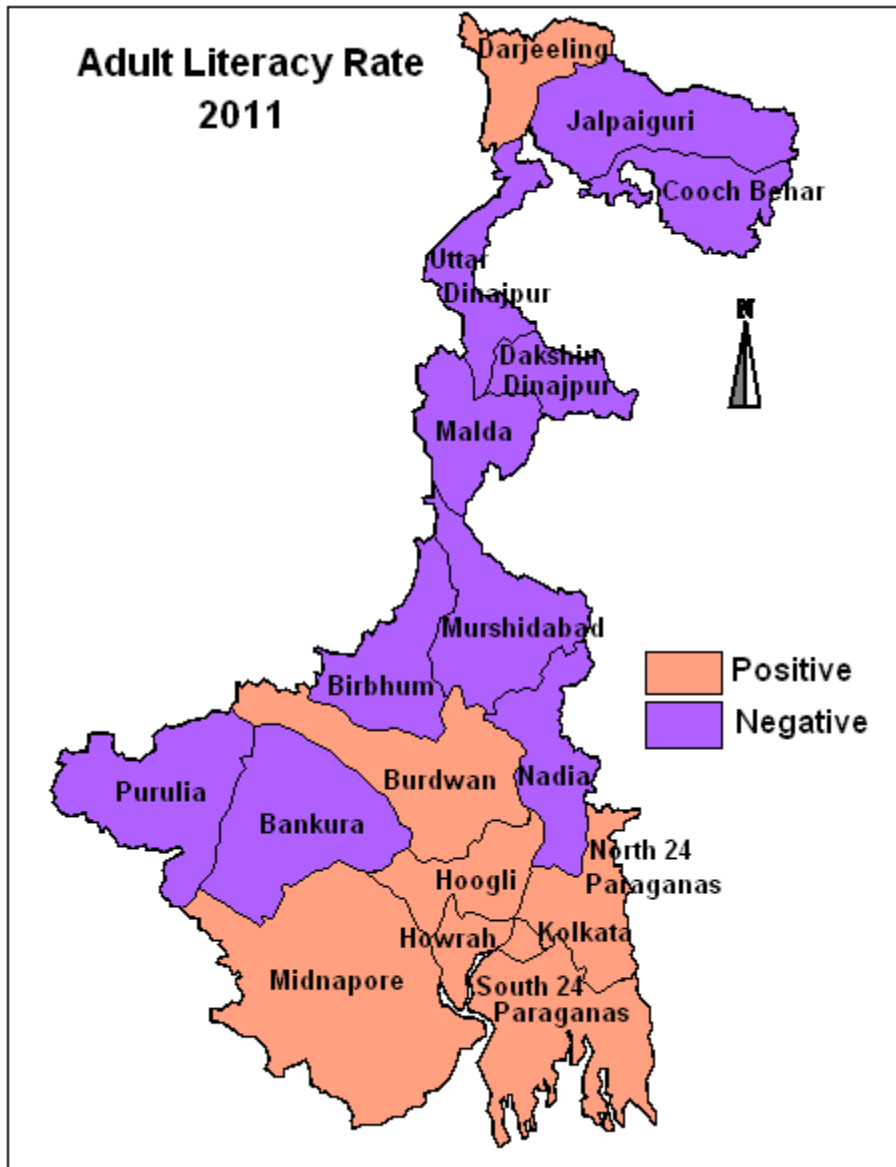 Adult Literacy Rate
2011
Darjeeling
Jalpaiguri
Cooch Behar
Uttar
Dinajpur
N
Dakshin
Dinajpur
Malda
Murshidabad
Positive
Birbhum
Negative
Burdwan
Nadia
Purulia
Bankura
North 24
Paraganas
Hoogli
Kolkata
Howrah
Midnapore
South 24
Paraganas